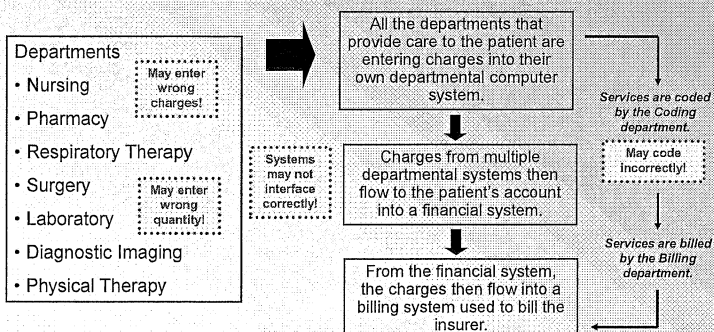 Departments
• Nursing
• Pharmacy
• Respiratory Therapy
• Surgery
• Laboratory
• Diagnostic Imaging
• Physical Therapy
May enter
wrong
charges!
May enter
wrong
quantity!
Systems
may not
interface
correctly!
All the departments that
provide care to the patient are
entering charges into their
own departmental computer
system.
Charges from multiple
departmental systems then
flow to the patient's account
into a financial system.
From the financial system,
the charges then flow into a
billing system used to bill the
insurer.
Services are coded
by the Coding
department.
May code
incorrectly!
Services are billed
by the Billing
department.